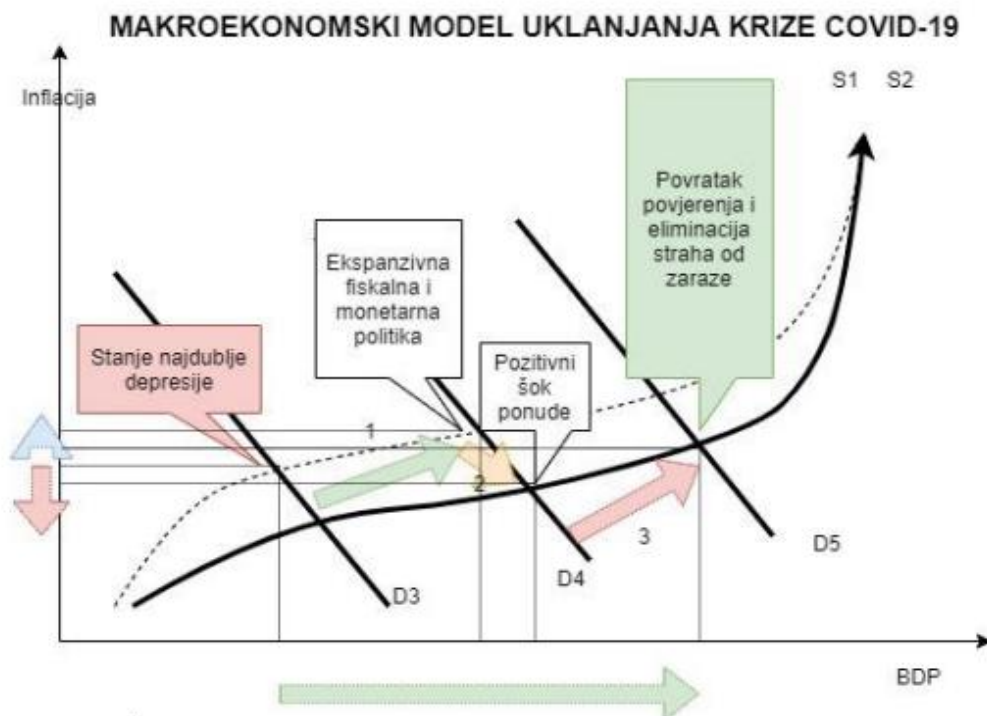 MAKROEKONOMSKI MODEL UKLANJANJA KRIZE COVID-19
Inflacija
S1 S2
Povratak
povjerenja i
eliminacija
straha od
zaraze
Ekspanzivna
fiskalna i
monetarna
politika
Stanje najdublje
depresije
Pozitivni
šok
ponude
1
2
3
D3
D4
D5
BDP